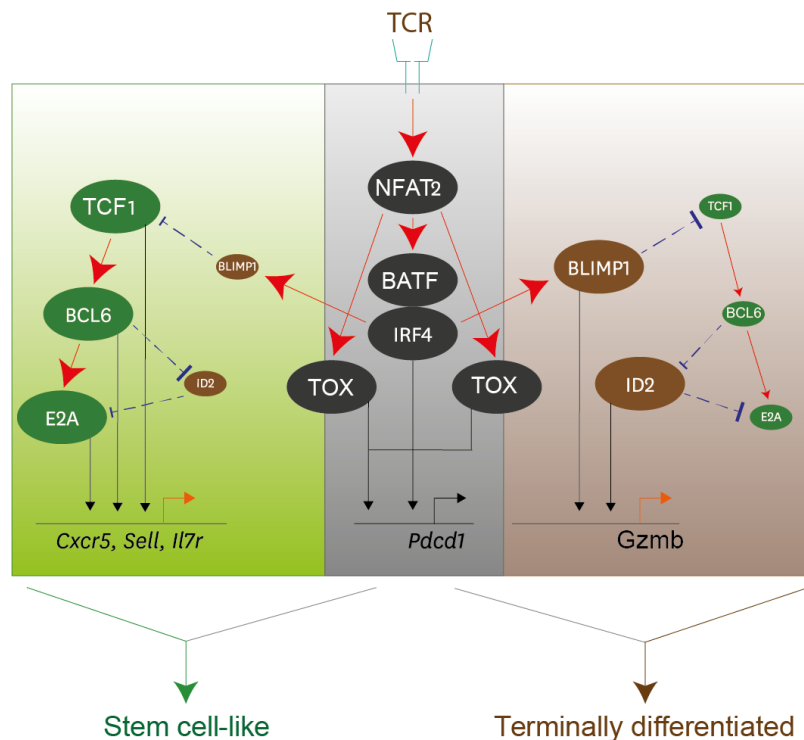 TCR
NFAT2
TCF1
TCF1
BLIMP1
BLIMP1
BATF
BCL6
BCL6
IRF4
ID2
TOX
TOX
ID2
E2A
E2A
Cxcr5, Sell, Il7r
Pdcd1
Gzmb
Stem cell-like
Terminally differentiated